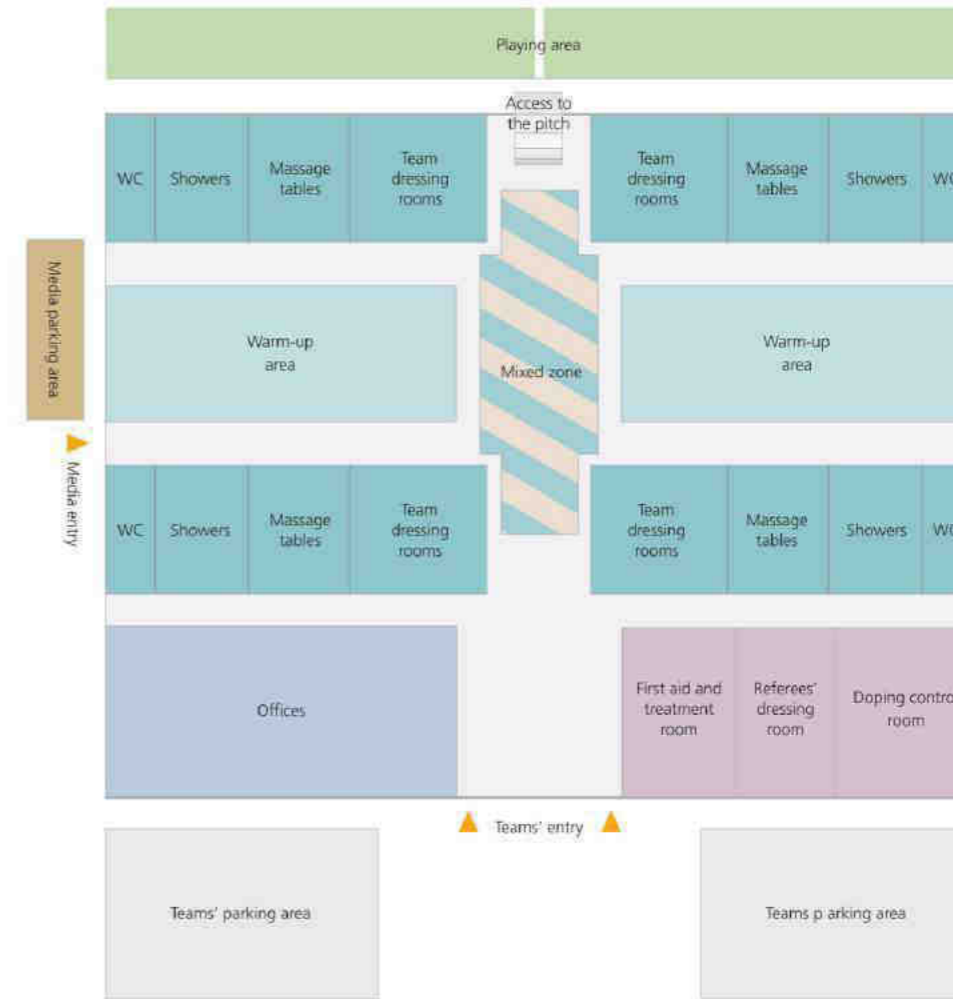 Playing area
Access to
the pitch
WC
Showers
Massage
tables
Team
dressing
rooms
Team
dressing
rooms
Massage
tables
Showers
WC
Media parking area
Warm-up
area
Mixed zone
Warm-up
area
Media entry
WC
Showers
Massage
tables
Team
dressing
rooms
Team
dressing
rooms
Massage
tables
Showers
WC
Offices
First aid and
treatment
room
Referees'
dressing
room
Doping contro
room
Teams' entry
Teams' parking area
Teams p arking area